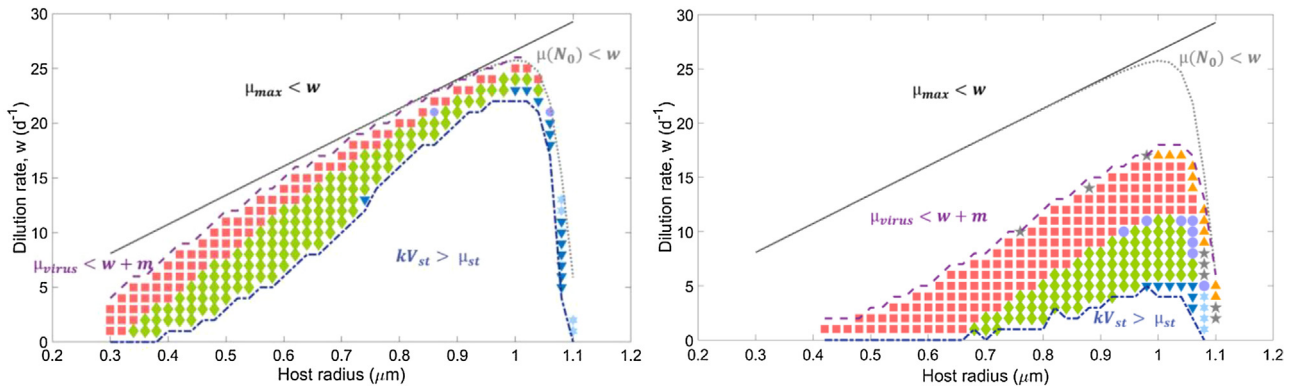 30
25
20
15
10
5
0
Dilution rate, w (d⁻¹)
μ(N₀) < w
μmax < w
μvirus < w + m
kVst > μst
0.2 0.3 0.4 0.5 0.6 0.7 0.8 0.9 1 1.1 1.2
Host radius (μm)
30
25
20
15
10
5
0
Dilution rate, w (d⁻¹)
μ(N₀) < w
μmax < w
μvirus < w + m
kVst > μst
0.2 0.3 0.4 0.5 0.6 0.7 0.8 0.9 1 1.1 1.2
Host radius (μm)